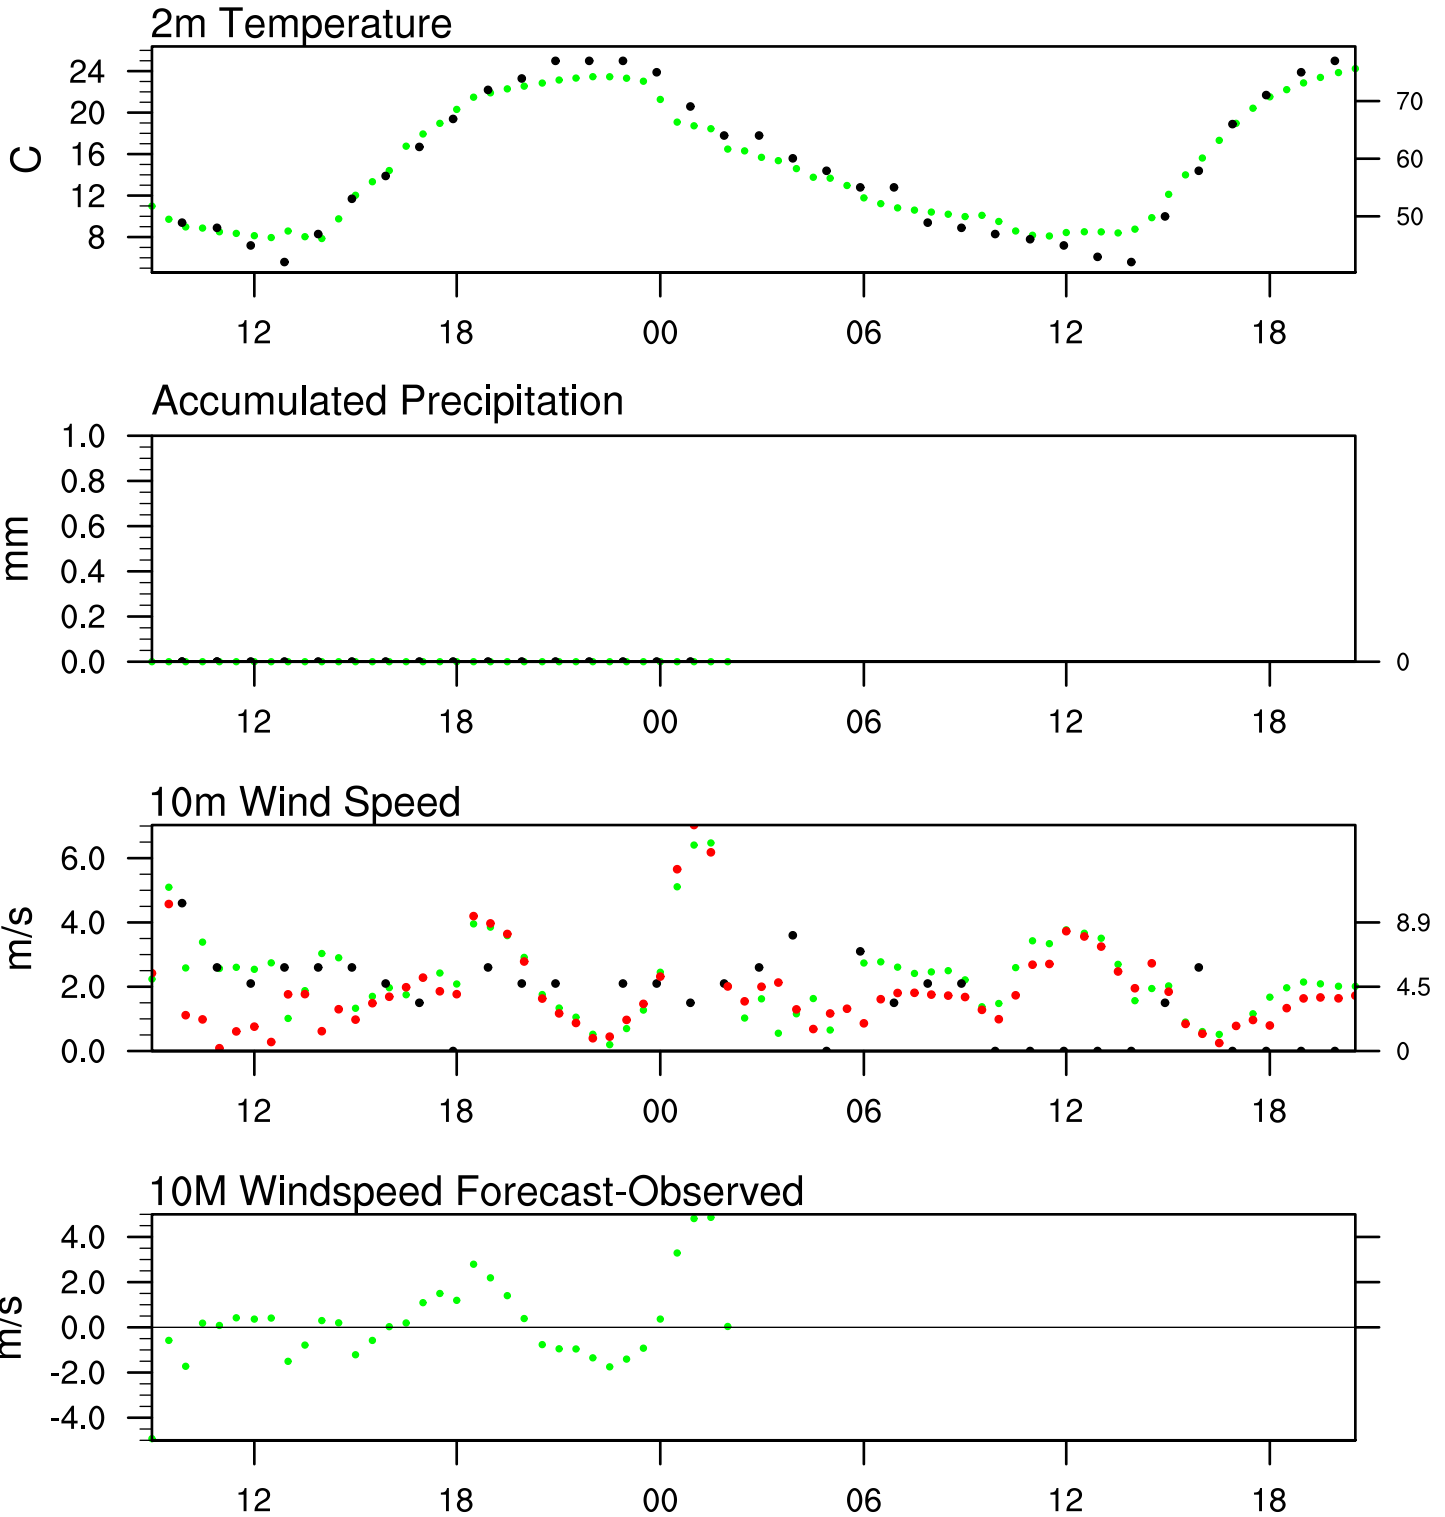 2m Temperature
24
20
16
12
8
C
70
60
50
12 18 00 06 12 18
Accumulated Precipitation
1.0
0.8
0.6
0.4
0.2
0.0
mm
0
12 18 00 06 12 18
10m Wind Speed
6.0
4.0
2.0
0.0
m/s
8.9
4.5
0
12 18 00 06 12 18
10M Windspeed Forecast-Observed
4.0
2.0
0.0
-2.0
-4.0
m/s
12 18 00 06 12 18